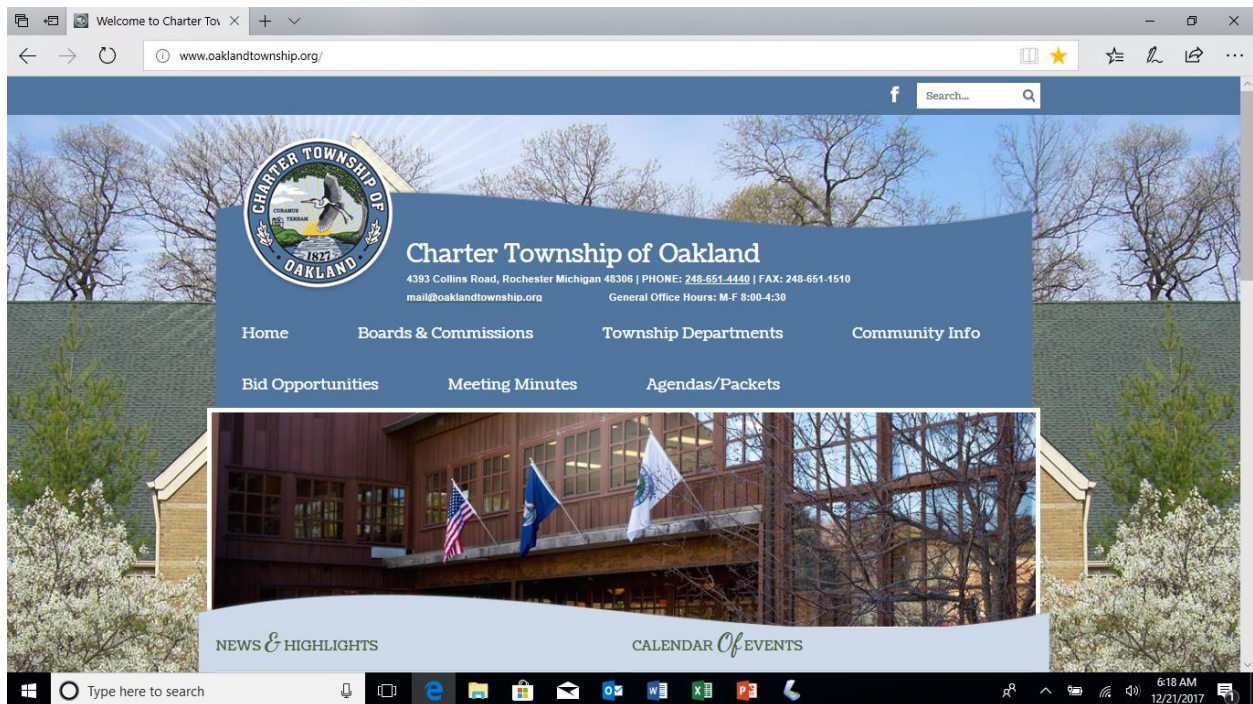 Welcome to Charter Tov
www.oaklandtownship.org/
f
Search...
CHARTER TOWNSHIP OF
CURAMUS
TERRAM
1827
OAKLAND
Charter Township of Oakland
4393 Collins Road, Rochester Michigan 48306 | PHONE: 248-651-4440 | FAX: 248-651-1510
mail@oaklandtownship.org General Office Hours: M-F 8:00-4:30
Home Boards & Commissions Township Departments Community Info
Bid Opportunities Meeting Minutes Agendas/Packets
NEWS & HIGHLIGHTS CALENDAR Of EVENTS
Type here to search
6:18 AM
12/21/2017